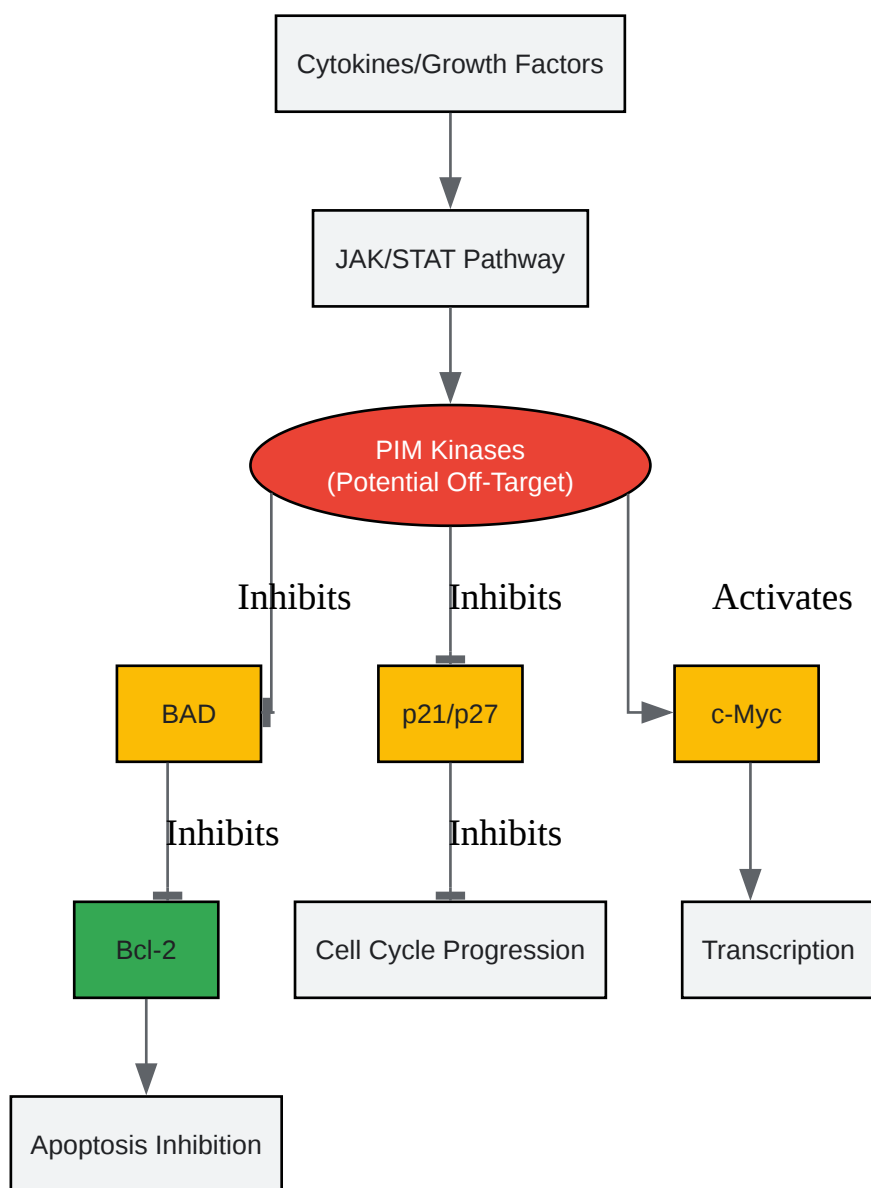 Cytokines/Growth Factors
JAK/STAT Pathway
PIM Kinases
(Potential Off-Target)
Inhibits
Inhibits
Activates
BAD
p21/p27
c-Myc
Inhibits
Inhibits
Bcl-2
Cell Cycle Progression
Transcription
Apoptosis Inhibition